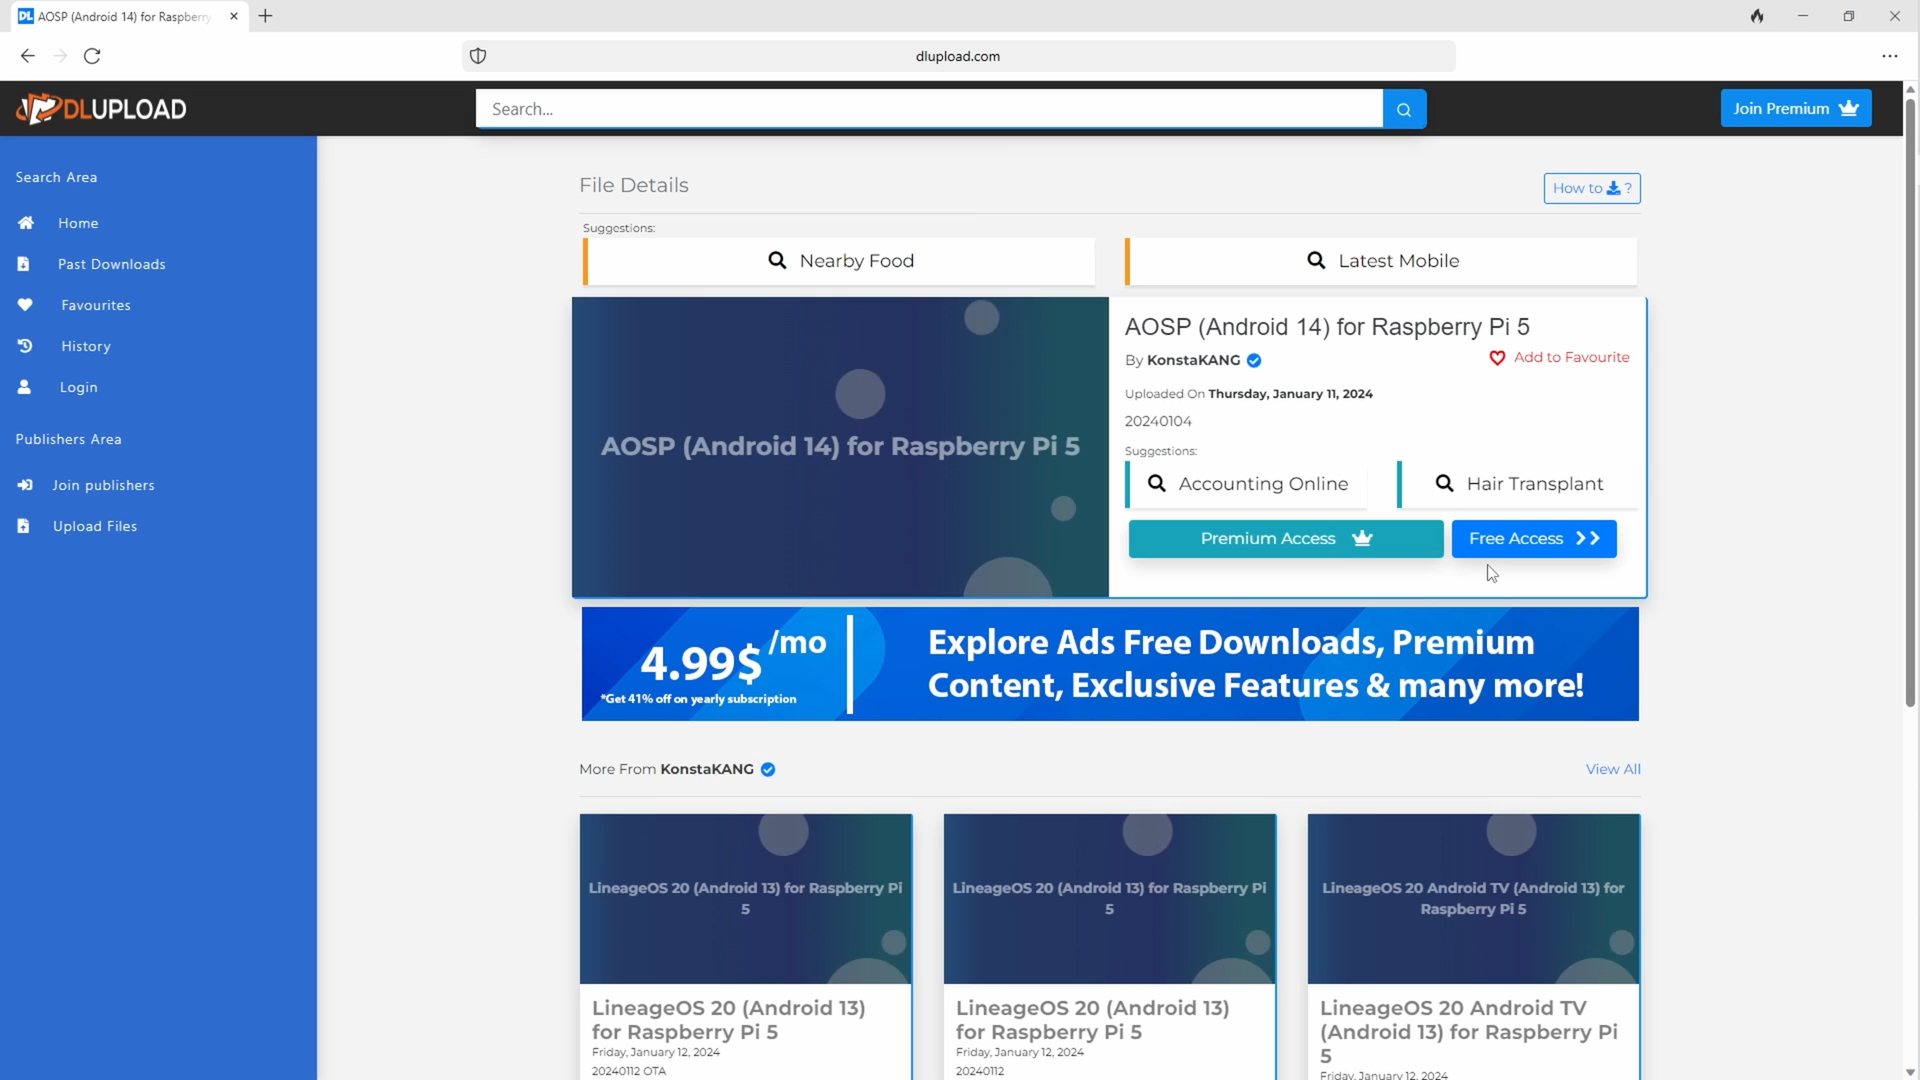 DL AOSP (Android 14) for Raspberry
dlupload.com
DLUPLOAD
Search...
Join Premium
Search Area
Home
Past Downloads
Favourites
History
Login
Publishers Area
Join publishers
Upload Files
File Details
How to ?
Suggestions:
Nearby Food
Latest Mobile
AOSP (Android 14) for Raspberry Pi 5
AOSP (Android 14) for Raspberry Pi 5
By KonstaKANG
Add to Favourite
Uploaded On Thursday, January 11, 2024
20240104
Suggestions:
Accounting Online
Hair Transplant
Premium Access
Free Access
4.99$ /mo
*Get 41% off on yearly subscription
Explore Ads Free Downloads, Premium
Content, Exclusive Features & many more!
More From KonstaKANG
View All
LineageOS 20 (Android 13) for Raspberry Pi
5
LineageOS 20 (Android 13)
for Raspberry Pi 5
Friday, January 12, 2024
20240112 OTA
LineageOS 20 (Android 13) for Raspberry Pi
5
LineageOS 20 (Android 13)
for Raspberry Pi 5
Friday, January 12, 2024
20240112
LineageOS 20 Android TV (Android 13) for
Raspberry Pi 5
LineageOS 20 Android TV
(Android 13) for Raspberry Pi
5
Friday, January 12, 2024